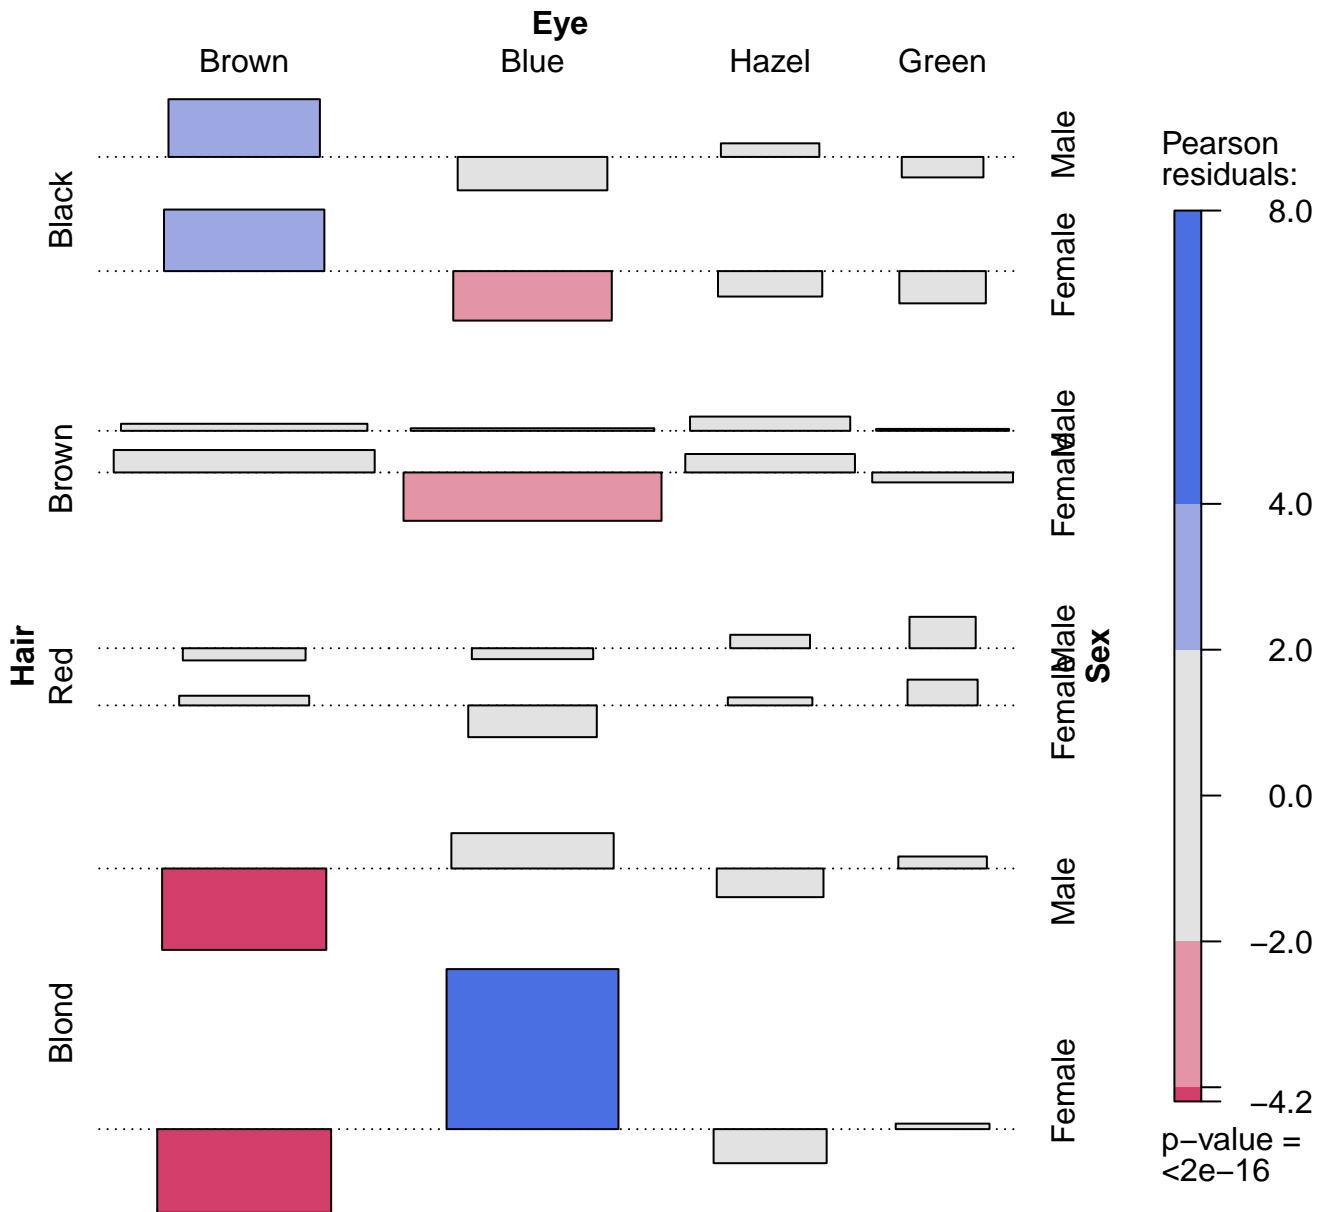 Eye
Brown Blue Hazel Green
Hair
Black
Brown
Red
Blond
Male
Female
Male
Female
Male
Female
Male
Female
Sex
Pearson
residuals:
8.0
4.0
2.0
0.0
−2.0
−4.2
p−value =
<2e−16